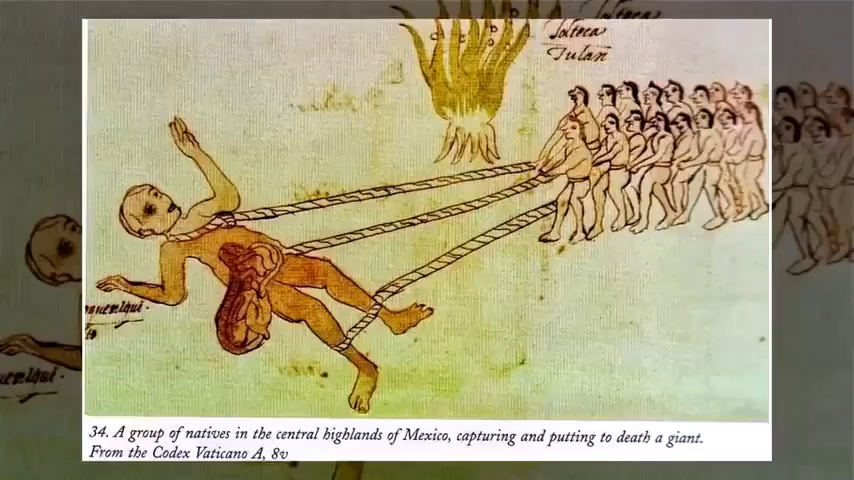 Tolteca
Tulan
34. A group of natives in the central highlands of Mexico, capturing and putting to death a giant.
From the Codex Vaticano A, 8v